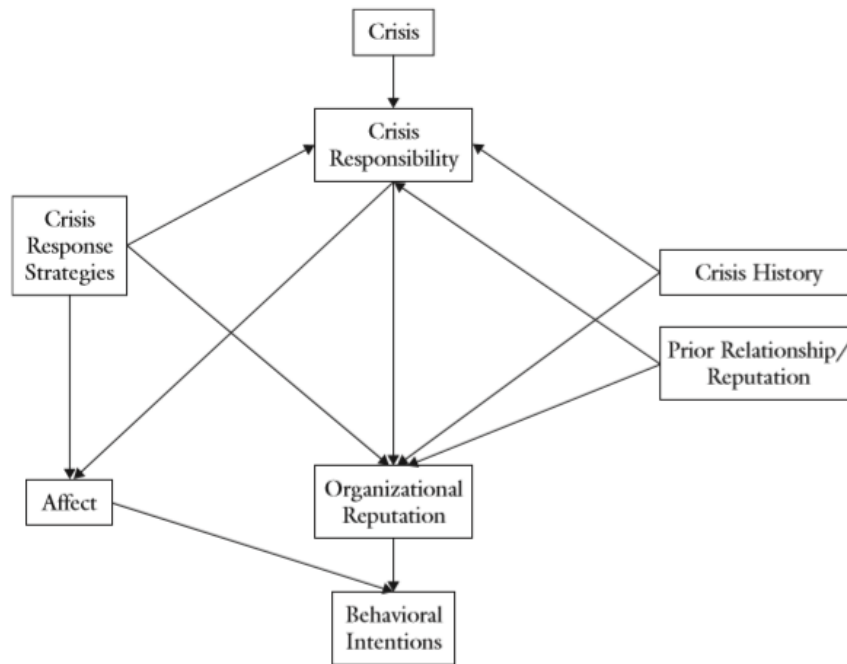 Crisis
Crisis
Responsibility
Crisis
Response
Strategies
Crisis History
Prior Relationship/
Reputation
Affect
Organizational
Reputation
Behavioral
Intentions